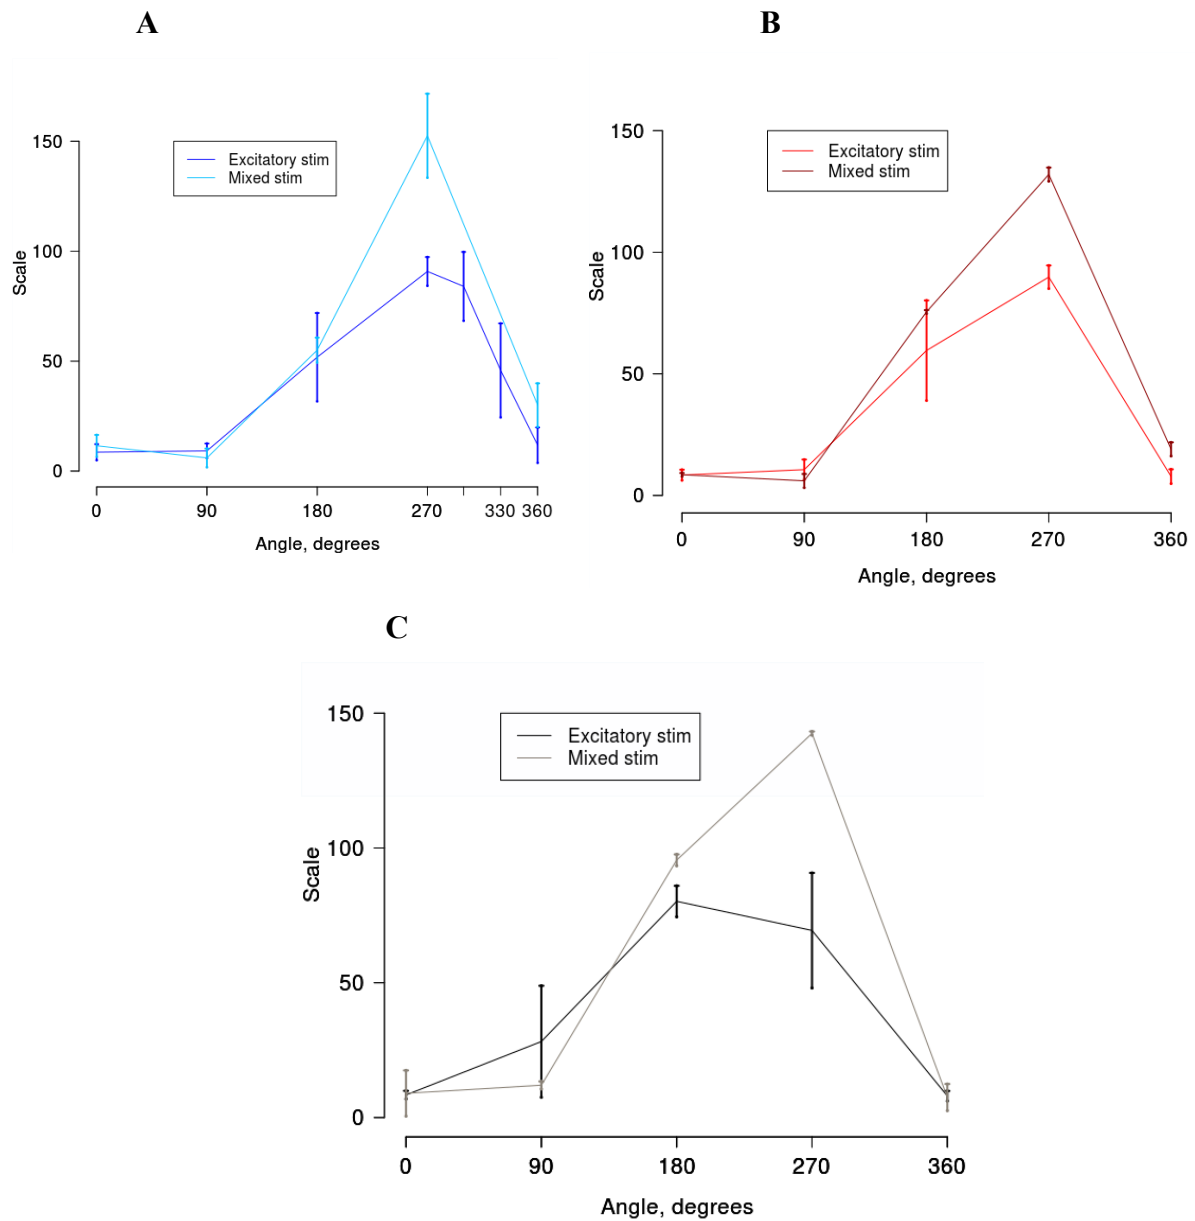 A
150
100
50
0
Scale
Excitatory stim
Mixed stim
0 90 180 270 330 360
Angle, degrees
B
150
100
50
0
Scale
Excitatory stim
Mixed stim
0 90 180 270 360
Angle, degrees
C
150
100
50
0
Scale
Excitatory stim
Mixed stim
0 90 180 270 360
Angle, degrees